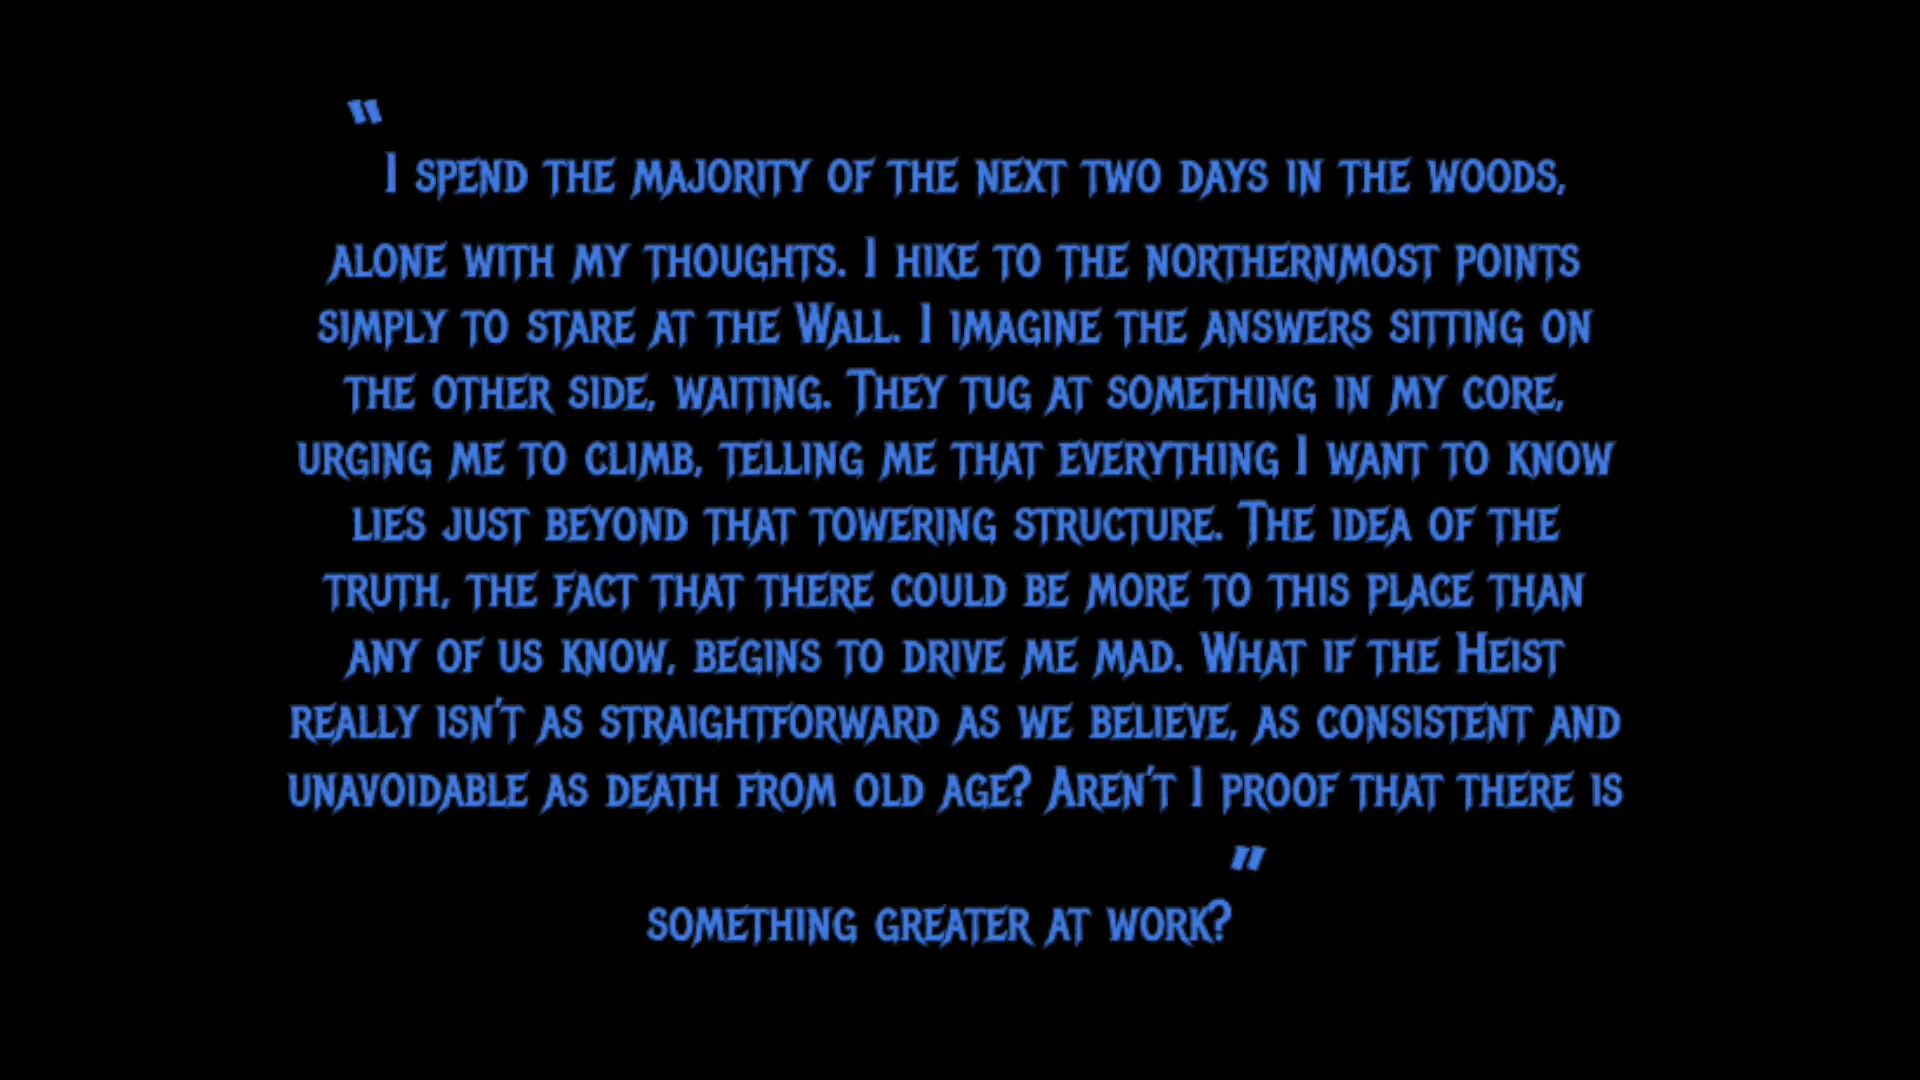 “
I spend the majority of the next two days in the woods,
alone with my thoughts. I hike to the northernmost points
simply to stare at the Wall. I imagine the answers sitting on
the other side, waiting. They tug at something in my core,
urging me to climb, telling me that everything I want to know
lies just beyond that towering structure. The idea of the
truth, the fact that there could be more to this place than
any of us know, begins to drive me mad. What if the Heist
really isn't as straightforward as we believe, as consistent and
unavoidable as death from old age? Aren't I proof that there is
something greater at work?”